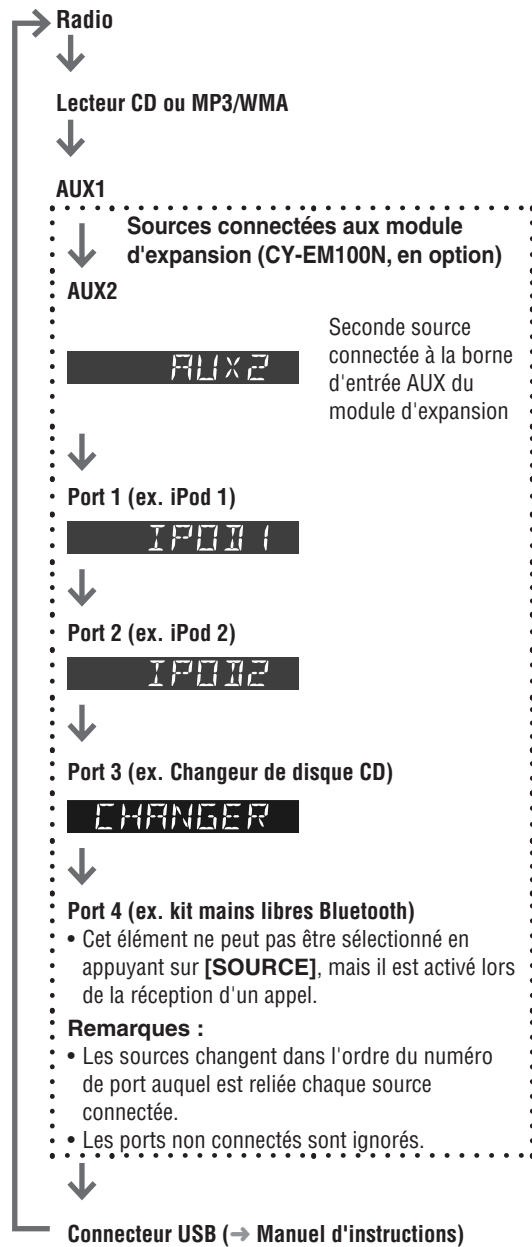 Radio
Lecteur CD ou MP3/WMA
AUX1
Sources connectées aux module
d'expansion (CY-EM100N, en option)
AUX2
AUX2
Seconde source
connectée à la borne
d'entrée AUX du
module d'expansion
Port 1 (ex. iPod 1)
IPOD1
Port 2 (ex. iPod 2)
IPOD2
Port 3 (ex. Changeur de disque CD)
CHANGER
Port 4 (ex. kit mains libres Bluetooth)
• Cet élément ne peut pas être sélectionné en
appuyant sur [SOURCE], mais il est activé lors
de la réception d'un appel.
Remarques :
• Les sources changent dans l'ordre du numéro
de port auquel est reliée chaque source
connectée.
• Les ports non connectés sont ignorés.
Connecteur USB (→ Manuel d'instructions)